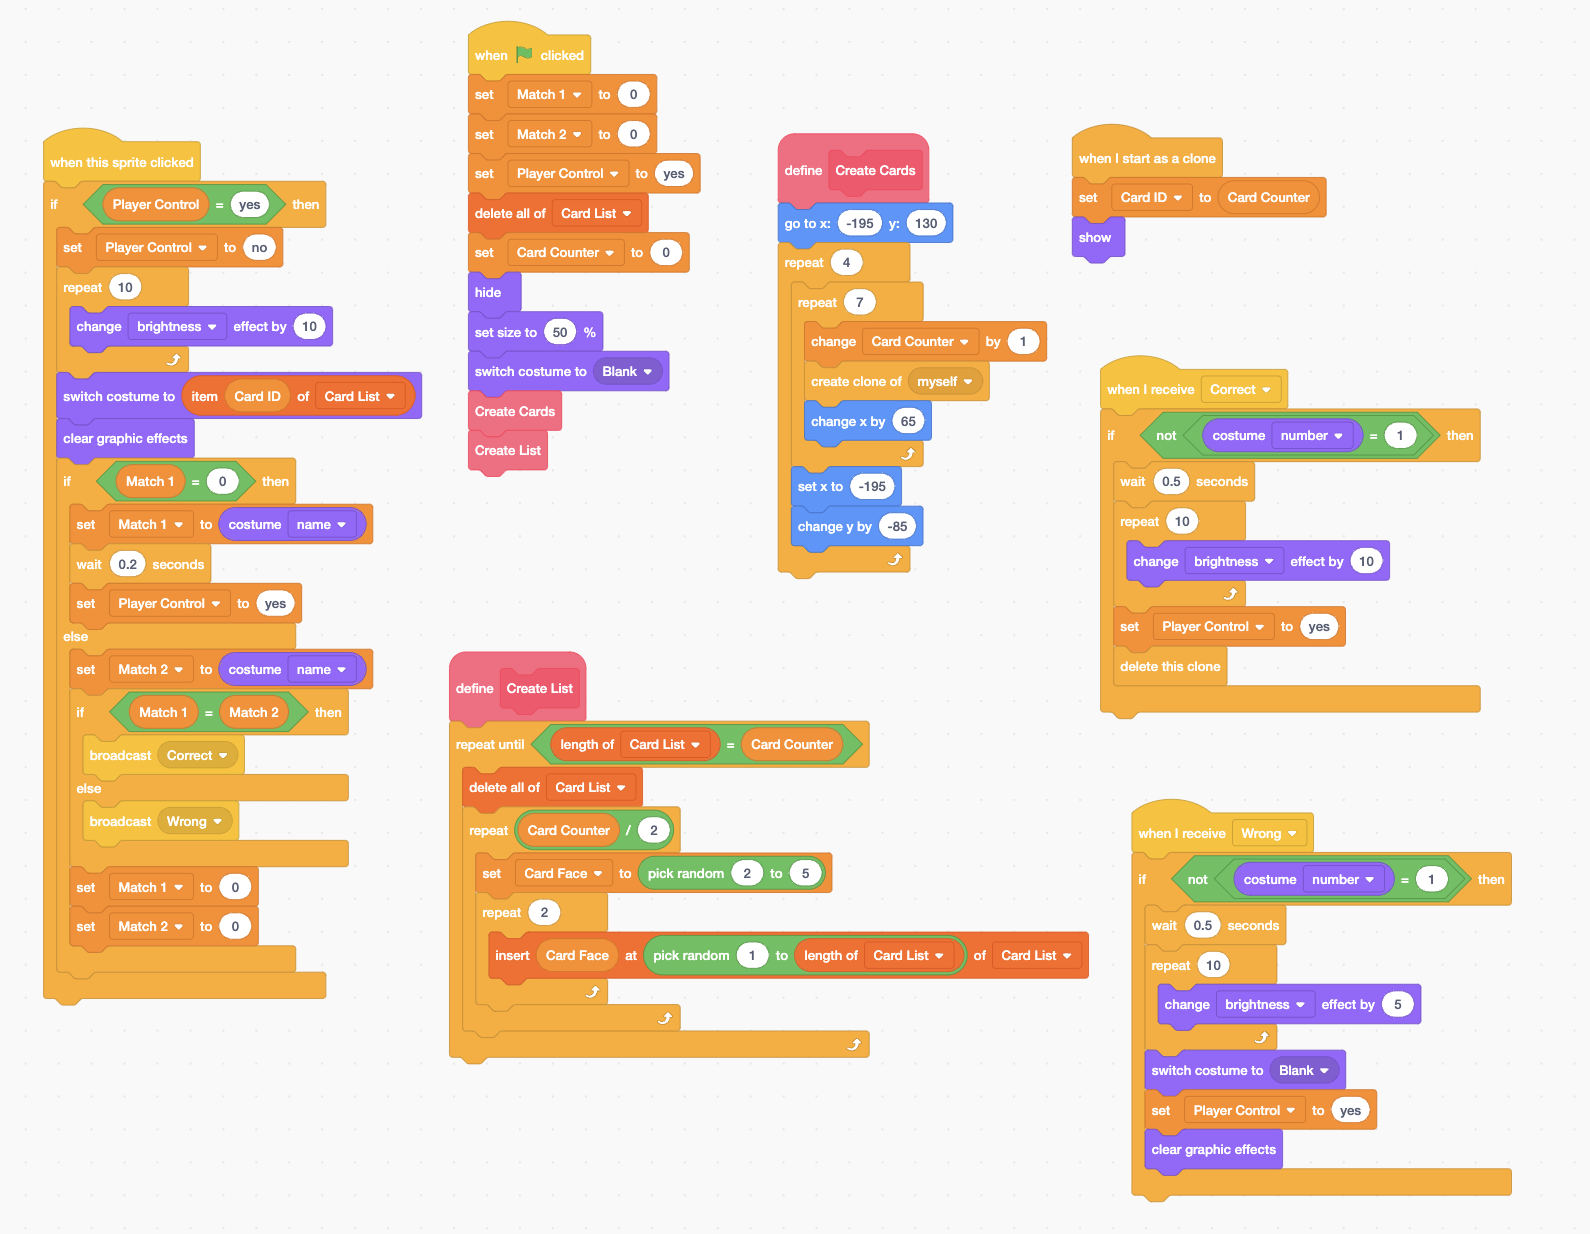 when this sprite clicked
if Player Control = yes then
set Player Control to no
repeat 10
change brightness effect by 10
switch costume to item Card ID of Card List
clear graphic effects
if Match 1 = 0 then
set Match 1 to costume name
wait 0.2 seconds
set Player Control to yes
else
set Match 2 to costume name
if Match 1 = Match 2 then
broadcast Correct
else
broadcast Wrong
set Match 1 to 0
set Match 2 to 0
when clicked
set Match 1 to 0
set Match 2 to 0
set Player Control to yes
delete all of Card List
set Card Counter to 0
hide
set size to 50 %
switch costume to Blank
Create Cards
Create List
define Create List
repeat until length of Card List = Card Counter
delete all of Card List
repeat Card Counter / 2
set Card Face to pick random 2 to 5
repeat 2
insert Card Face at pick random 1 to length of Card List of Card List
define Create Cards
go to x: -195 y: 130
repeat 4
repeat 7
change Card Counter by 1
create clone of myself
change x by 65
set x to -195
change y by -85
when I start as a clone
set Card ID to Card Counter
show
when I receive Correct
if not costume number = 1 then
wait 0.5 seconds
repeat 10
change brightness effect by 10
set Player Control to yes
delete this clone
when I receive Wrong
if not costume number = 1 then
wait 0.5 seconds
repeat 10
change brightness effect by 5
switch costume to Blank
set Player Control to yes
clear graphic effects